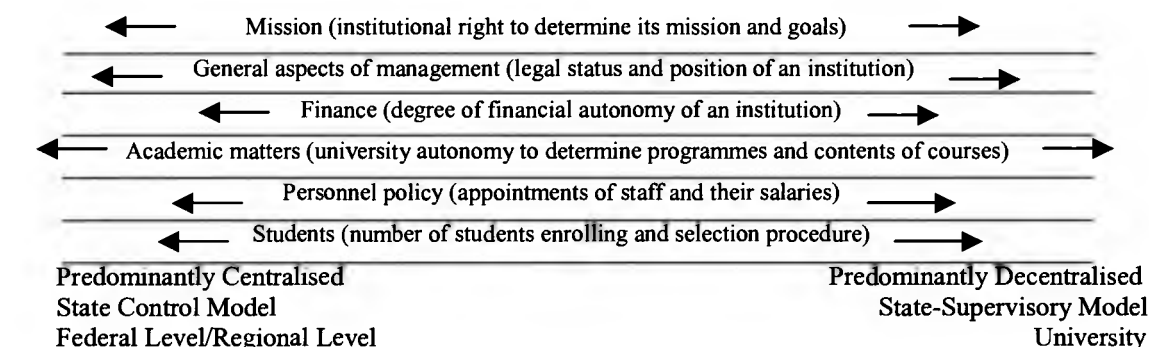 Mission (institutional right to determine its mission and goals)
General aspects of management (legal status and position of an institution)
Finance (degree of financial autonomy of an institution)
Academic matters (university autonomy to determine programmes and contents of courses)
Personnel policy (appointments of staff and their salaries)
Students (number of students enrolling and selection procedure)
Predominantly Centralised
State Control Model
Federal Level/Regional Level
Predominantly Decentralised
State-Supervisory Model
University